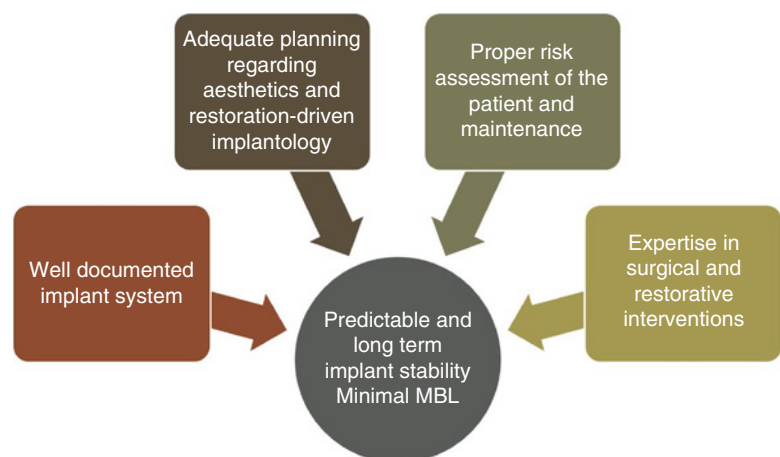 Adequate planning
regarding
aesthetics and
restoration-driven
implantology
Proper risk
assessment of the
patient and
maintenance
Well documented
implant system
Expertise in
surgical and
restorative
interventions
Predictable and
long term
implant stability
Minimal MBL